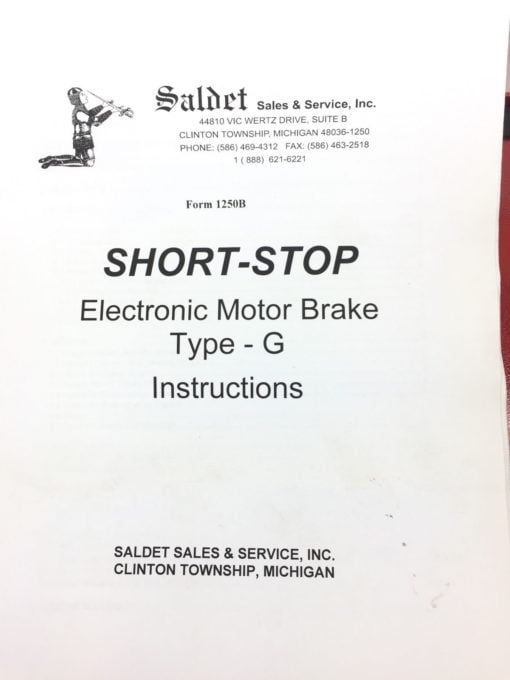 Saldet Sales & Service, Inc.
44810 VIC WERTZ DRIVE, SUITE B
CLINTON TOWNSHIP, MICHIGAN 48036-1250
PHONE: (586) 469-4312 FAX: (586) 463-2518
1 ( 888) 621-6221
Form 1250B
SHORT-STOP
Electronic Motor Brake
Type - G
Instructions
SALDET SALES & SERVICE, INC.
CLINTON TOWNSHIP, MICHIGAN